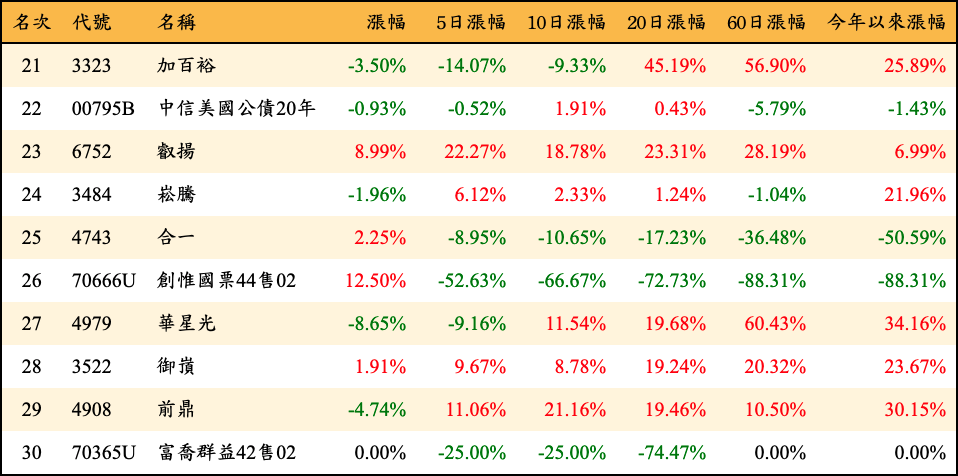 名次 代號 名稱 漲幅 5日漲幅 10日漲幅 20日漲幅 60日漲幅 今年以來漲幅
21 3323 加百裕 -3.50% -14.07% -9.33% 45.19% 56.90% 25.89%
22 00795B 中信美國公債20年 -0.93% -0.52% 1.91% 0.43% -5.79% -1.43%
23 6752 叡揚 8.99% 22.27% 18.78% 23.31% 28.19% 6.99%
24 3484 崧騰 -1.96% 6.12% 2.33% 1.24% -1.04% 21.96%
25 4743 合一 2.25% -8.95% -10.65% -17.23% -36.48% -50.59%
26 70666U 創惟國票44售02 12.50% -52.63% -66.67% -72.73% -88.31% -88.31%
27 4979 華星光 -8.65% -9.16% 11.54% 19.68% 60.43% 34.16%
28 3522 御嵿 1.91% 9.67% 8.78% 19.24% 20.32% 23.67%
29 4908 前鼎 -4.74% 11.06% 21.16% 19.46% 10.50% 30.15%
30 70365U 富喬群益42售02 0.00% -25.00% -25.00% -74.47% 0.00% 0.00%